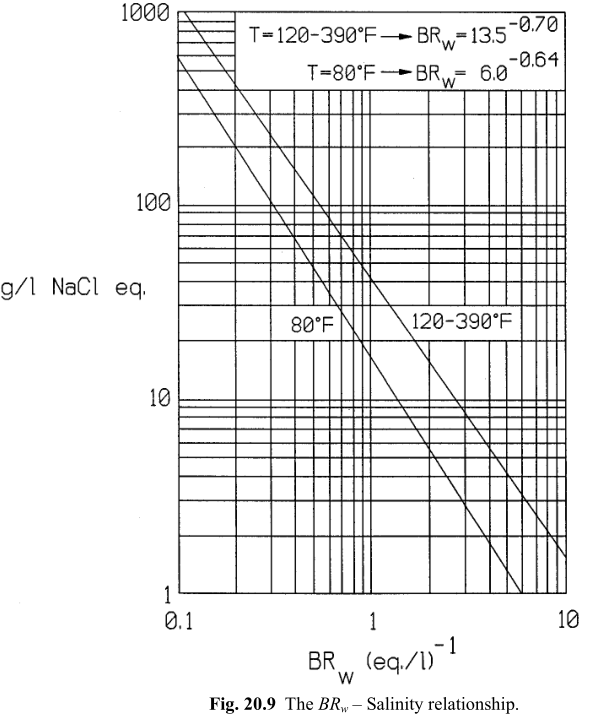 1000
T=120-390°F→BRw=13.5^-0.70
T=80°F→BRw= 6.0^-0.64
100
g/l NaCl eq.
80°F
120-390°F
10
1
0.1
1
10
BRw (eq./l)^-1
Fig. 20.9 The BRw – Salinity relationship.